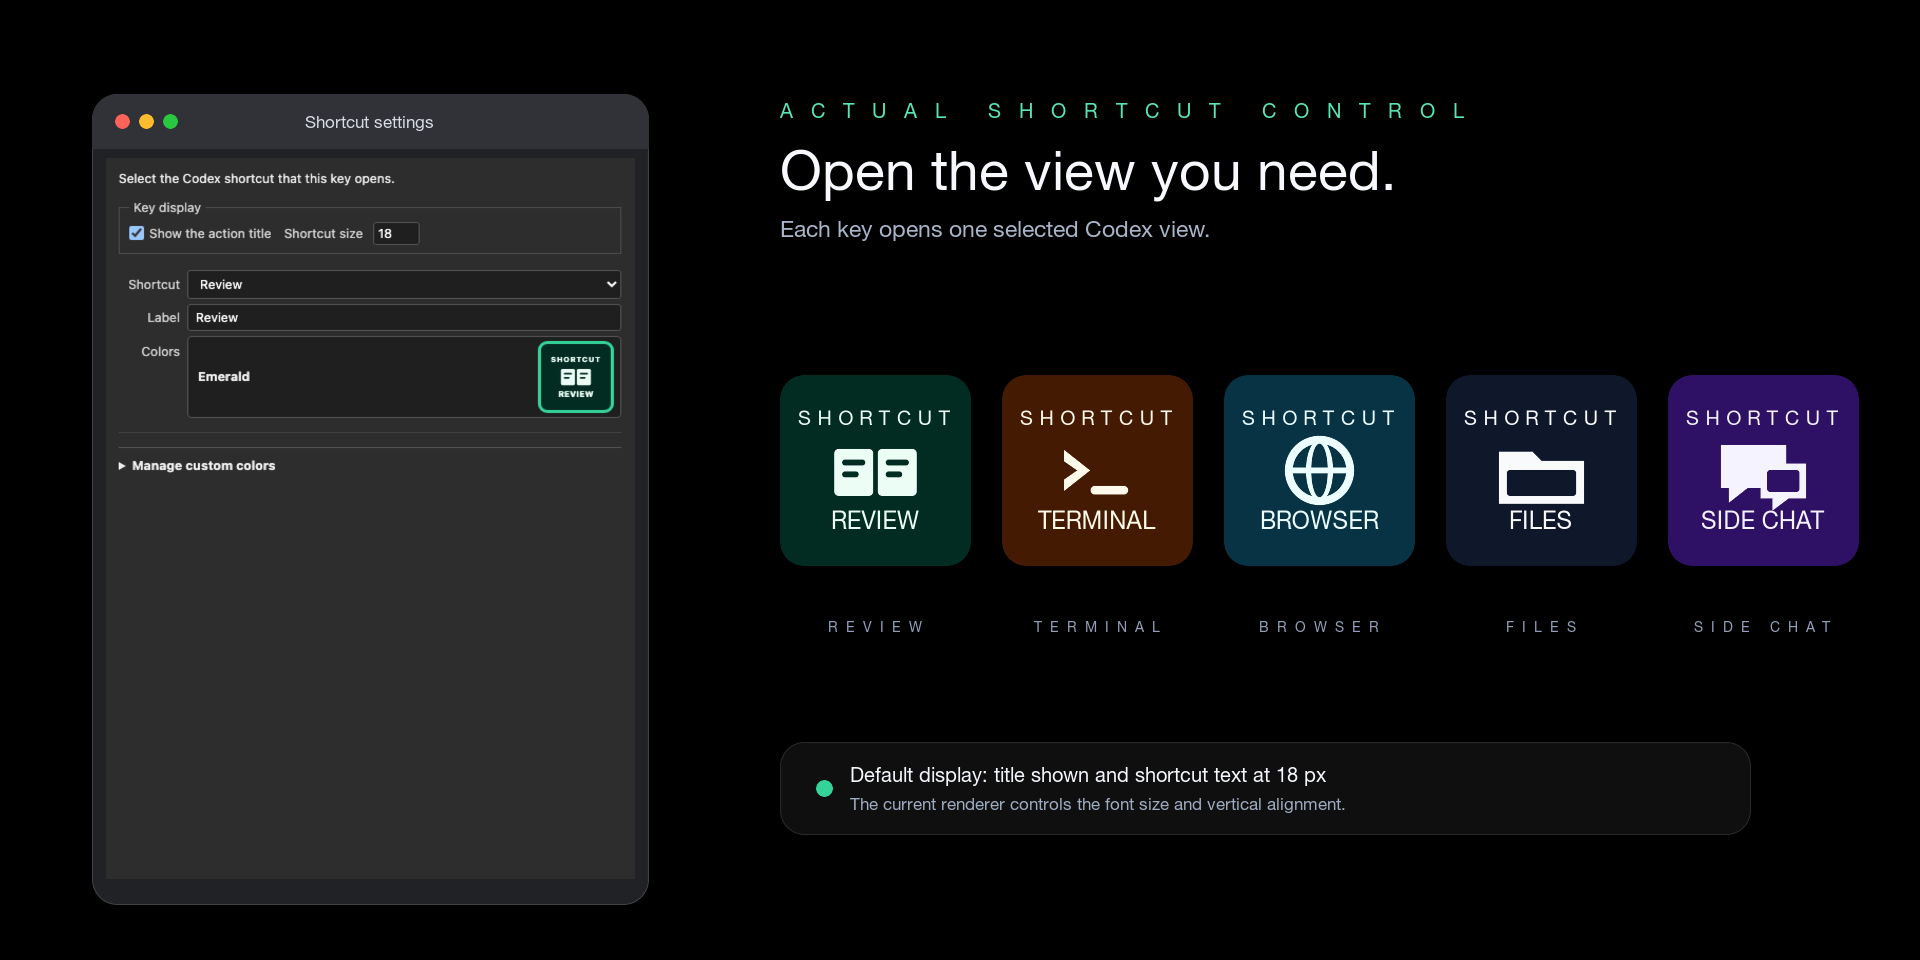 Shortcut settings
Select the Codex shortcut that this key opens.
Key display
Show the action title Shortcut size 18
Shortcut Review
Label Review
Colors
Emerald
SHORTCUT
REVIEW
Manage custom colors
ACTUAL SHORTCUT CONTROL
Open the view you need.
Each key opens one selected Codex view.
SHORTCUT
REVIEW
SHORTCUT
TERMINAL
SHORTCUT
BROWSER
SHORTCUT
FILES
SHORTCUT
SIDE CHAT
REVIEW
TERMINAL
BROWSER
FILES
SIDE CHAT
Default display: title shown and shortcut text at 18 px
The current renderer controls the font size and vertical alignment.